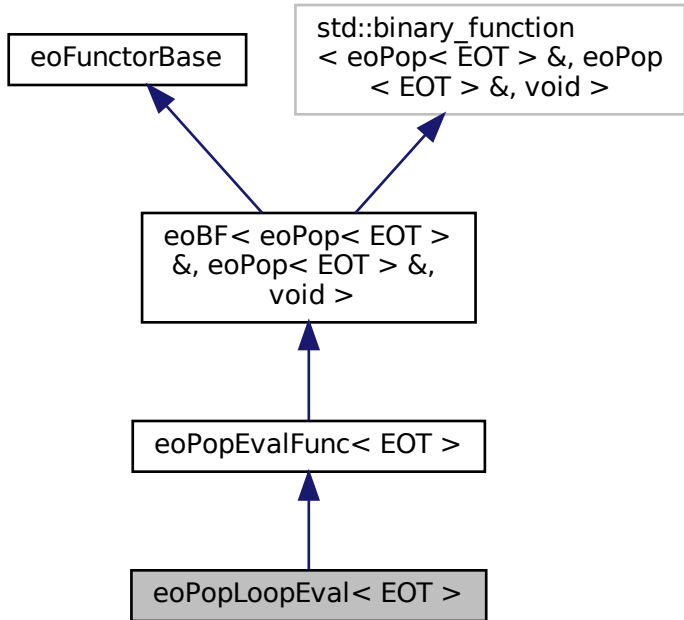 eoFunctorBase
std::binary_function
< eoPop< EOT > &, eoPop
< EOT > &, void >
eoBF< eoPop< EOT >
&, eoPop< EOT > &,
void >
eoPopEvalFunc< EOT >
eoPopLoopEval< EOT >